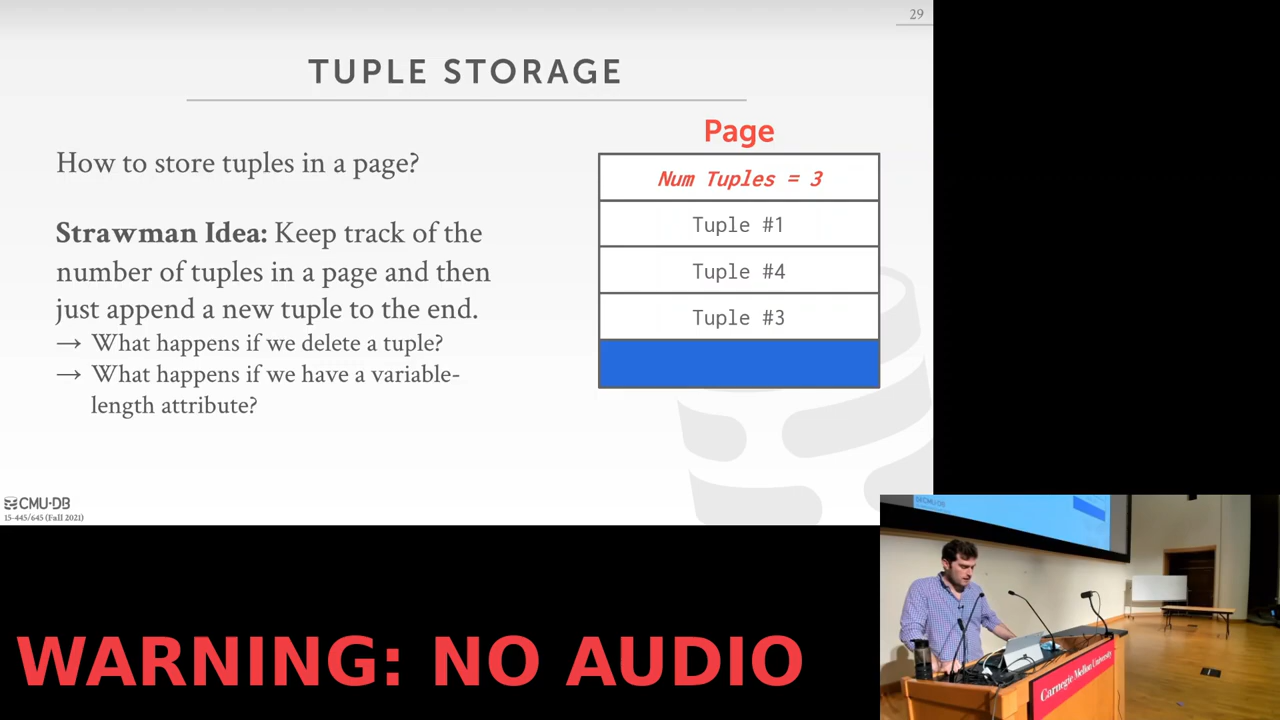 29
TUPLE STORAGE
How to store tuples in a page?
Strawman Idea: Keep track of the
number of tuples in a page and then
just append a new tuple to the end.
→ What happens if we delete a tuple?
→ What happens if we have a variable-
length attribute?
Page
Num Tuples = 3
Tuple #1
Tuple #4
Tuple #3
CMU·DB
15-445/645 (Fall 2021)
WARNING: NO AUDIO
CMU·DB
Carnegie Mellon University